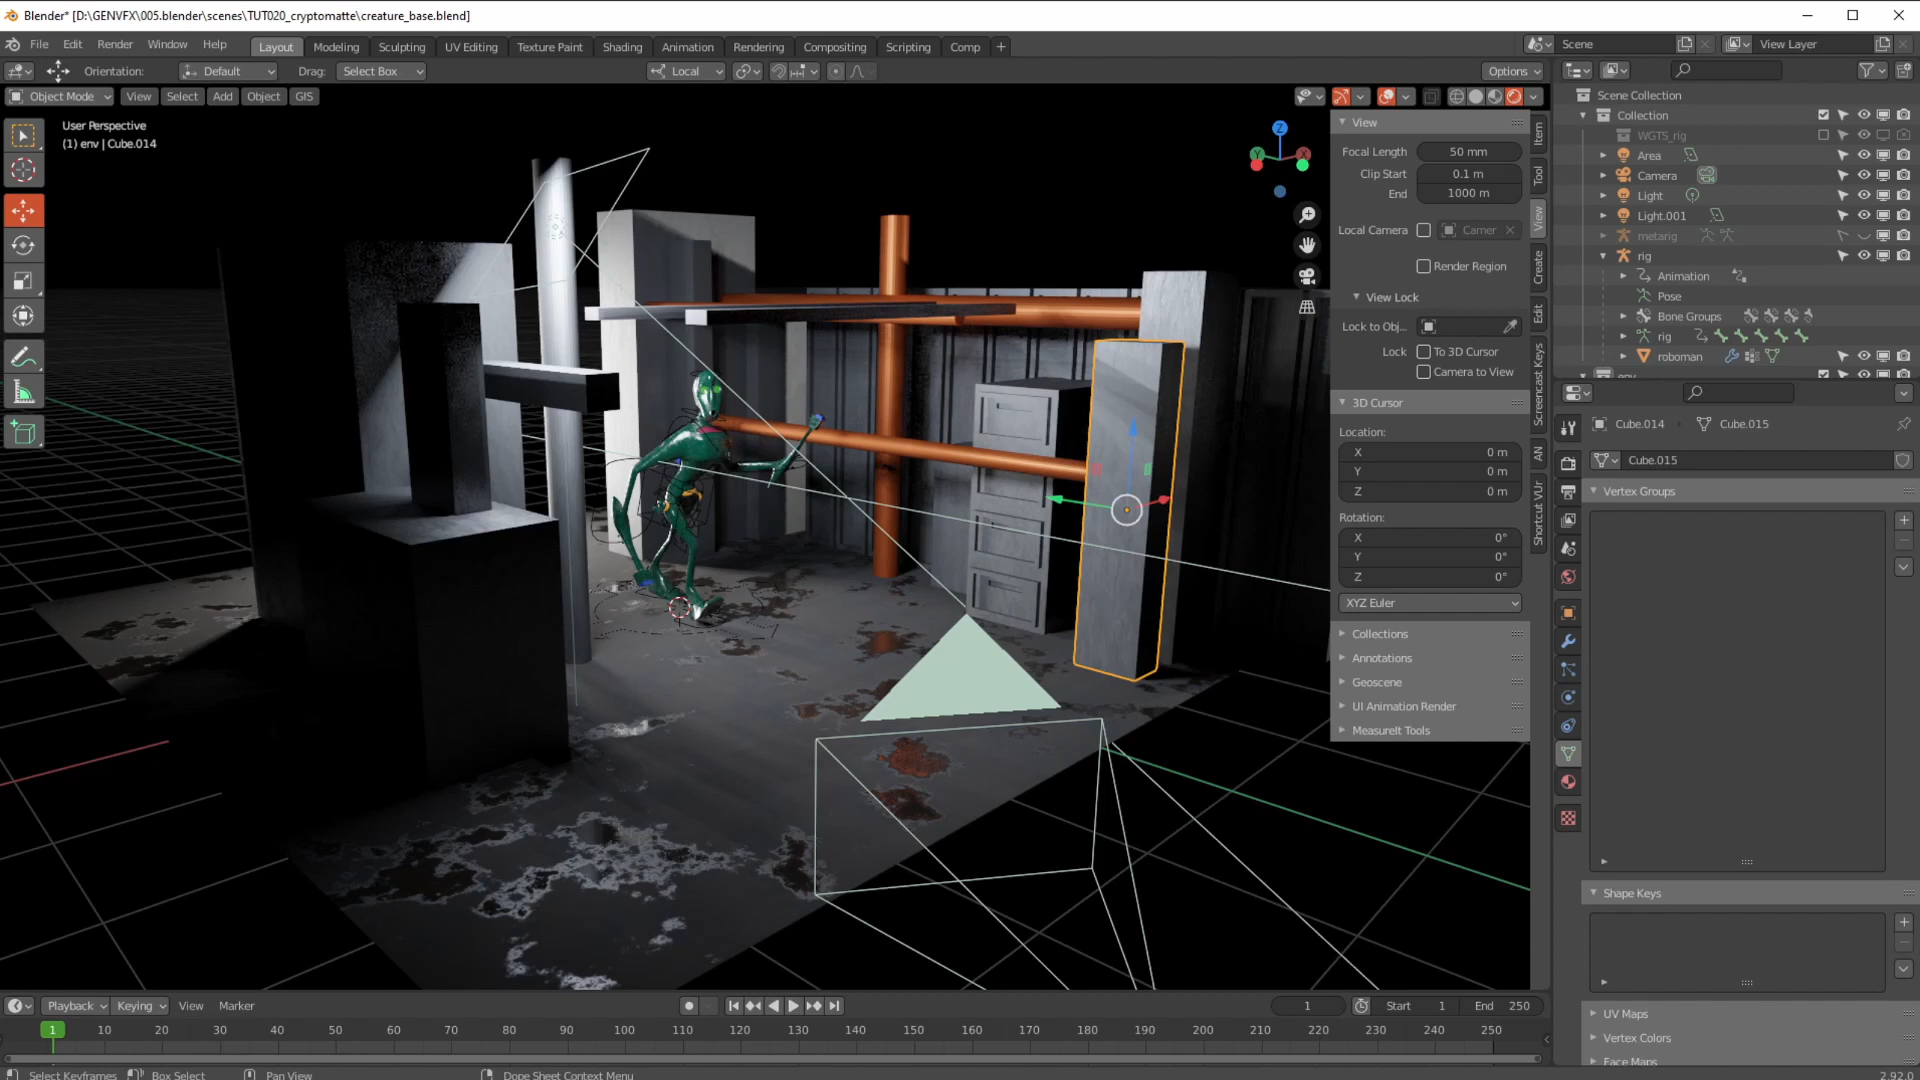 Blender* [D:\GENVFX\005.blender\scenes\TUT020_cryptomatte\creature_base.blend]
File Edit Render Window Help Layout Modeling Sculpting UV Editing Texture Paint Shading Animation Rendering Compositing Scripting Comp + Scene View Layer
Orientation: Default Drag: Select Box Local Options
Object Mode View Select Add Object GIS
User Perspective
(1) env | Cube.014
Z
Y
X
View
Focal Length 50 mm
Clip Start 0.1 m
End 1000 m
Local Camera Camer
Render Region
View Lock
Lock to Obj...
Lock To 3D Cursor
Camera to View
3D Cursor
Location:
X 0 m
Y 0 m
Z 0 m
Rotation:
X 0°
Y 0°
Z 0°
XYZ Euler
Collections
Annotations
Geoscene
UI Animation Render
MeasureIt Tools
Item
Tool
View
Create
Edit
Screencast Keys
AN
Shortcut VUr
Scene Collection
Collection
WGTS_rig
Area
Camera
Light
Light.001
metarig
rig
Animation
Pose
Bone Groups
rig
roboman
env
Cube.014 Cube.015
Cube.015
Vertex Groups
Shape Keys
UV Maps
Vertex Colors
Face Maps
Playback Keying View Marker 1 Start 1 End 250
1 10 20 30 40 50 60 70 80 90 100 110 120 130 140 150 160 170 180 190 200 210 220 230 240 250
Select Keyframes Box Select Pan View Dope Sheet Context Menu 2.92.0